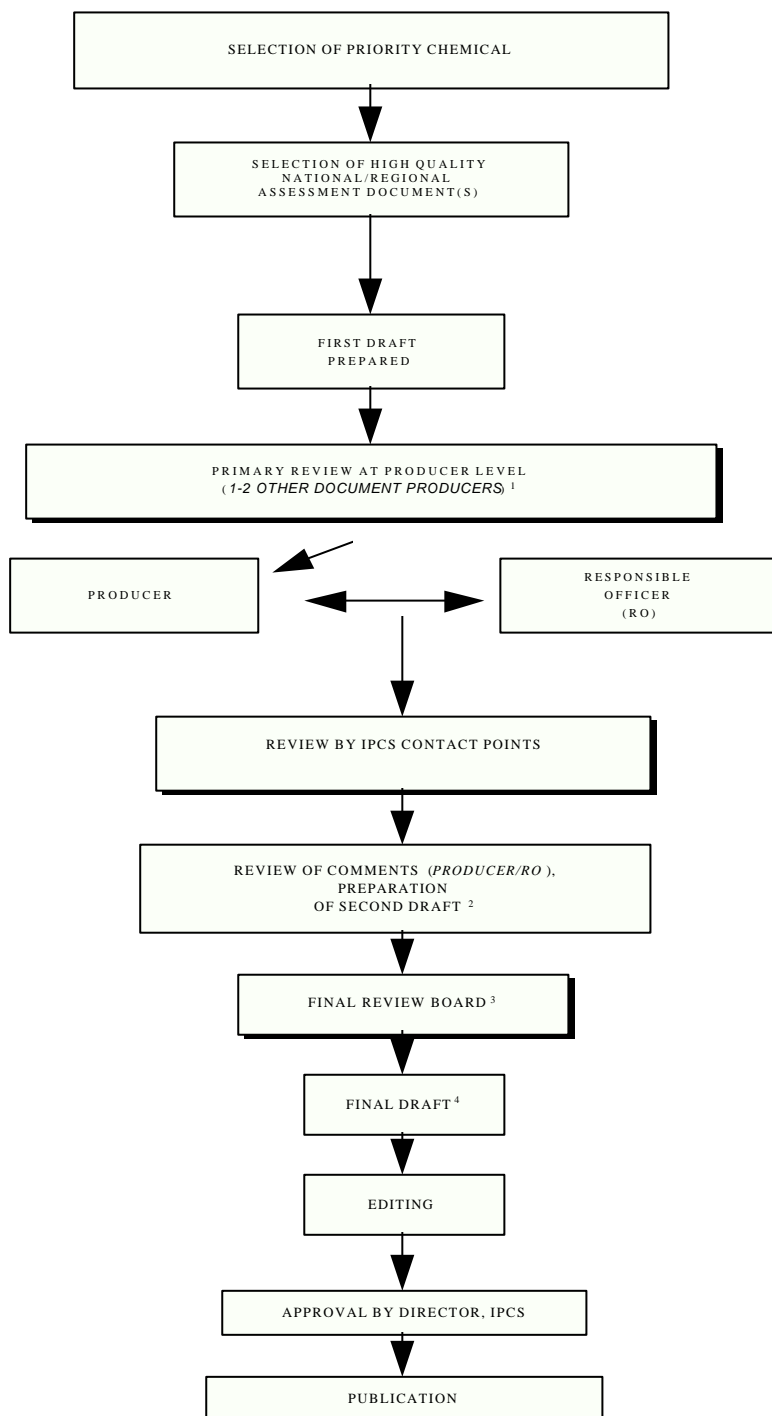 SELECTION OF PRIORITY CHEMICAL
SELECTION OF HIGH QUALITY
NATIONAL/REGIONAL
ASSESSMENT DOCUMENT(S)
FIRST DRAFT
PREPARED
PRIMARY REVIEW AT PRODUCER LEVEL
(1-2 OTHER DOCUMENT PRODUCERS) 1
PRODUCER
RESPONSIBLE
OFFICER
(RO)
REVIEW BY IPCS CONTACT POINTS
REVIEW OF COMMENTS (PRODUCER/RO),
PREPARATION
OF SECOND DRAFT 2
FINAL REVIEW BOARD 3
FINAL DRAFT 4
EDITING
APPROVAL BY DIRECTOR, IPCS
PUBLICATION